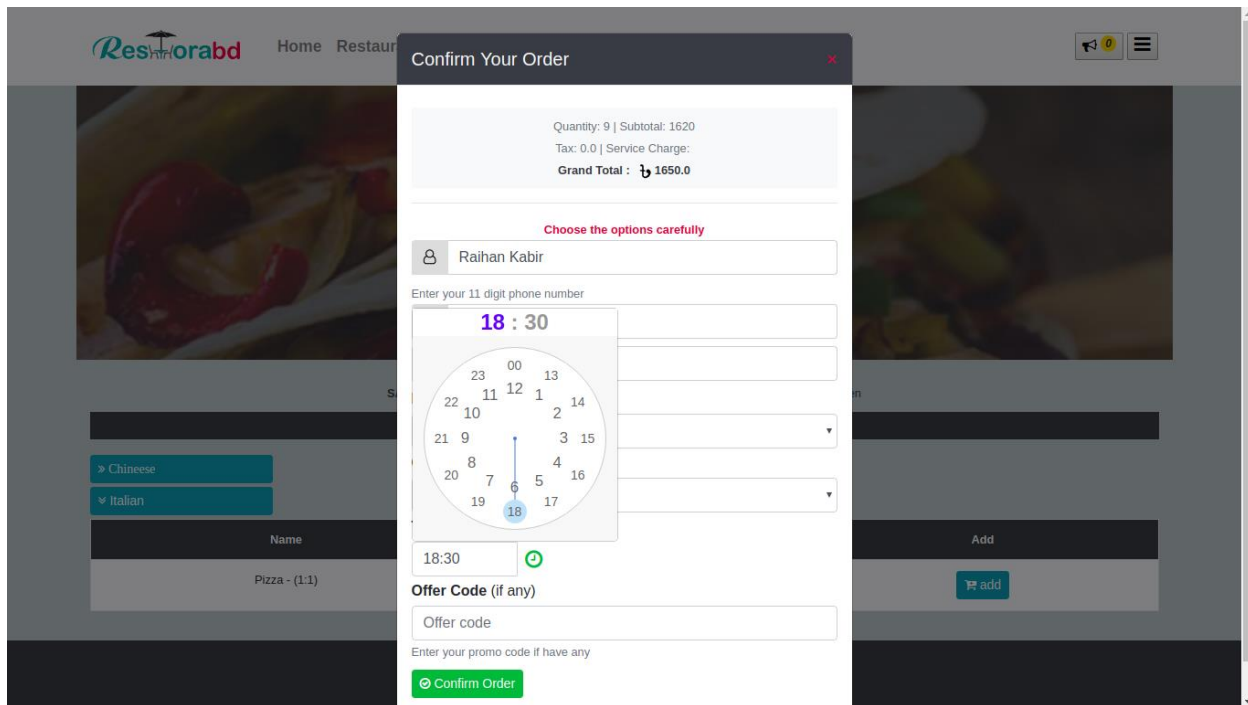 Restorabd Home Restaur
0
Confirm Your Order ×
Quantity: 9 | Subtotal: 1620
Tax: 0.0 | Service Charge:
Grand Total : ৳ 1650.0
Choose the options carefully
Raihan Kabir
Enter your 11 digit phone number
18 : 30
00
23 13
12
11 1
22 14
10 2
21 9 3 15
8 4
20 16
7 5
6
19 17
18
18:30
Offer Code (if any)
Offer code
Enter your promo code if have any
Confirm Order
» Chineese
Italian
Name Add
Pizza - (1:1) add